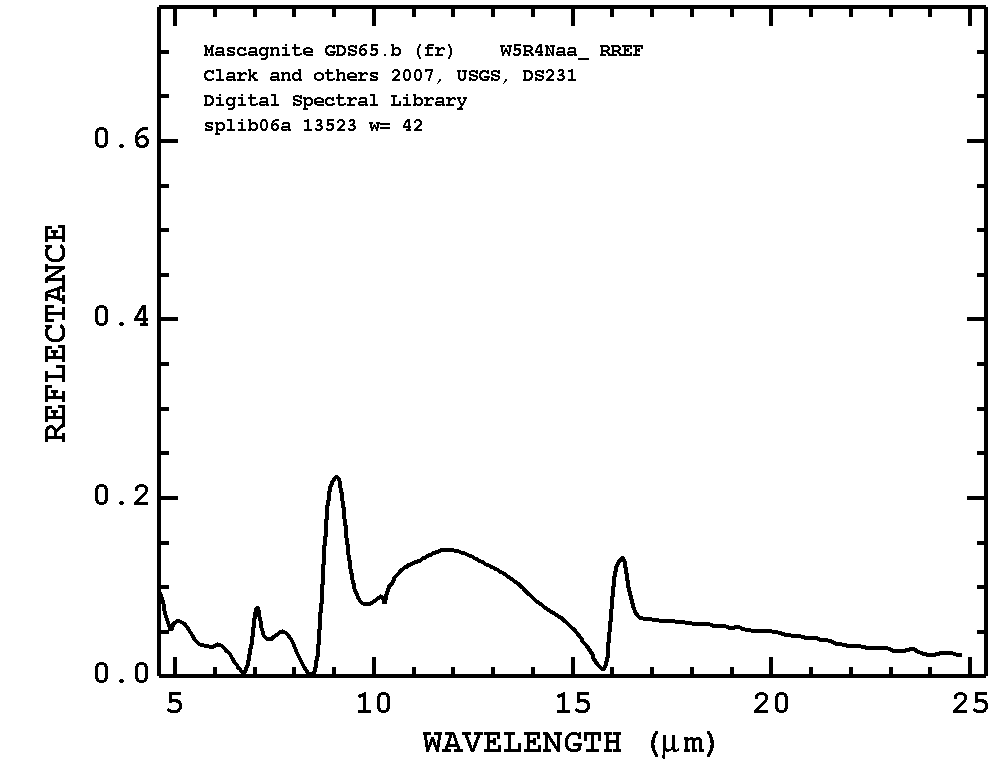 Mascagnite GDS65.b (fr) W5R4Naa_ RREF
Clark and others 2007, USGS, DS231
Digital Spectral Library
splib06a 13523 w= 42
REFLECTANCE
0.6
0.4
0.2
0.0
5 10 15 20 25
WAVELENGTH (μm)